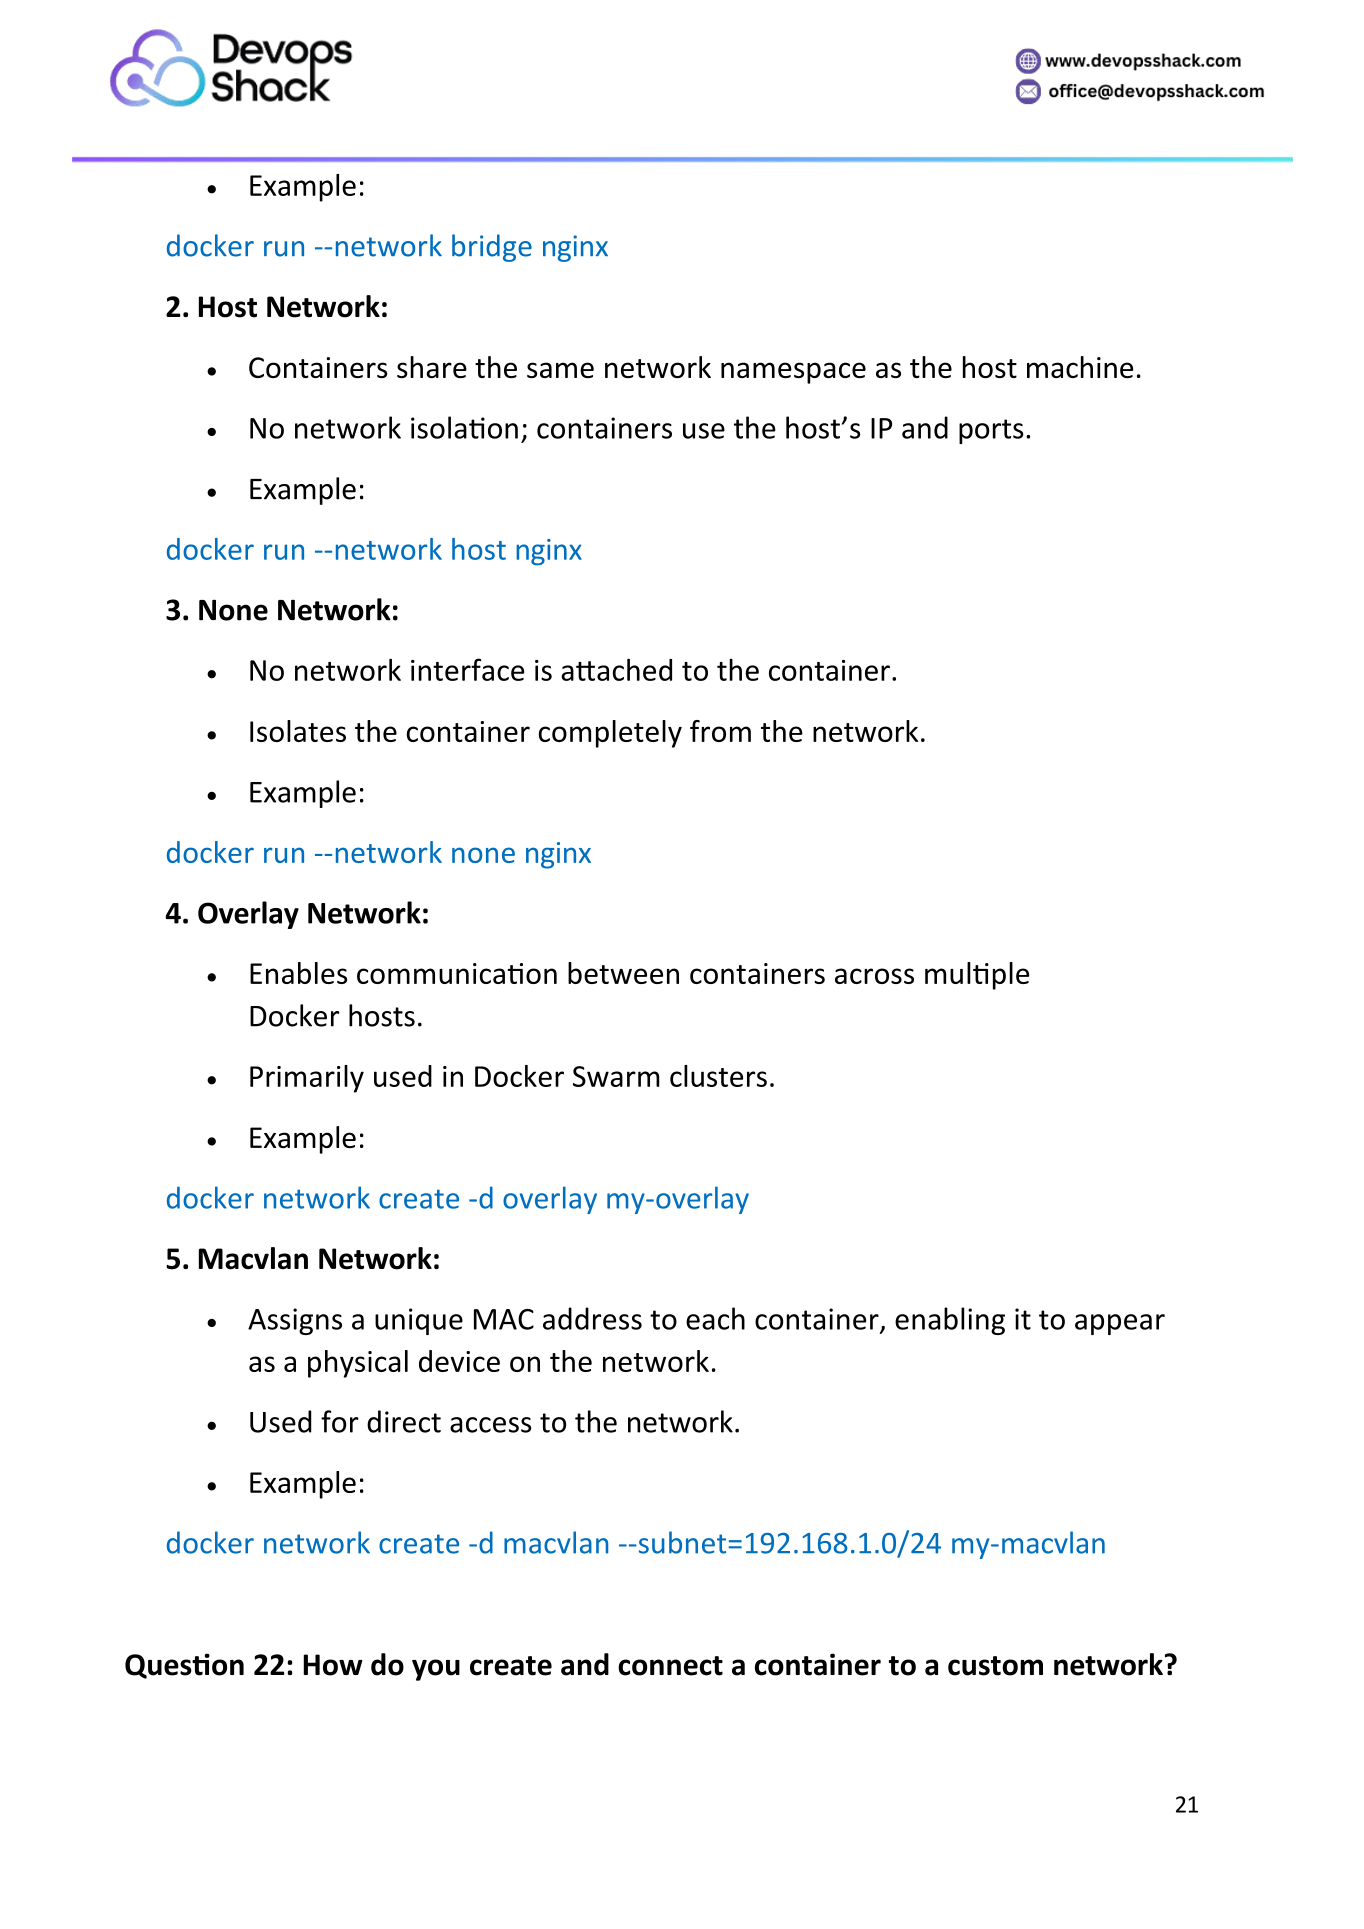 Devops
Shack
www.devopsshack.com
office@devopsshack.com
• Example:
docker run --network bridge nginx
2. Host Network:
• Containers share the same network namespace as the host machine.
• No network isolation; containers use the host’s IP and ports.
• Example:
docker run --network host nginx
3. None Network:
• No network interface is attached to the container.
• Isolates the container completely from the network.
• Example:
docker run --network none nginx
4. Overlay Network:
• Enables communication between containers across multiple
Docker hosts.
• Primarily used in Docker Swarm clusters.
• Example:
docker network create -d overlay my-overlay
5. Macvlan Network:
• Assigns a unique MAC address to each container, enabling it to appear
as a physical device on the network.
• Used for direct access to the network.
• Example:
docker network create -d macvlan --subnet=192.168.1.0/24 my-macvlan
Question 22: How do you create and connect a container to a custom network?
21